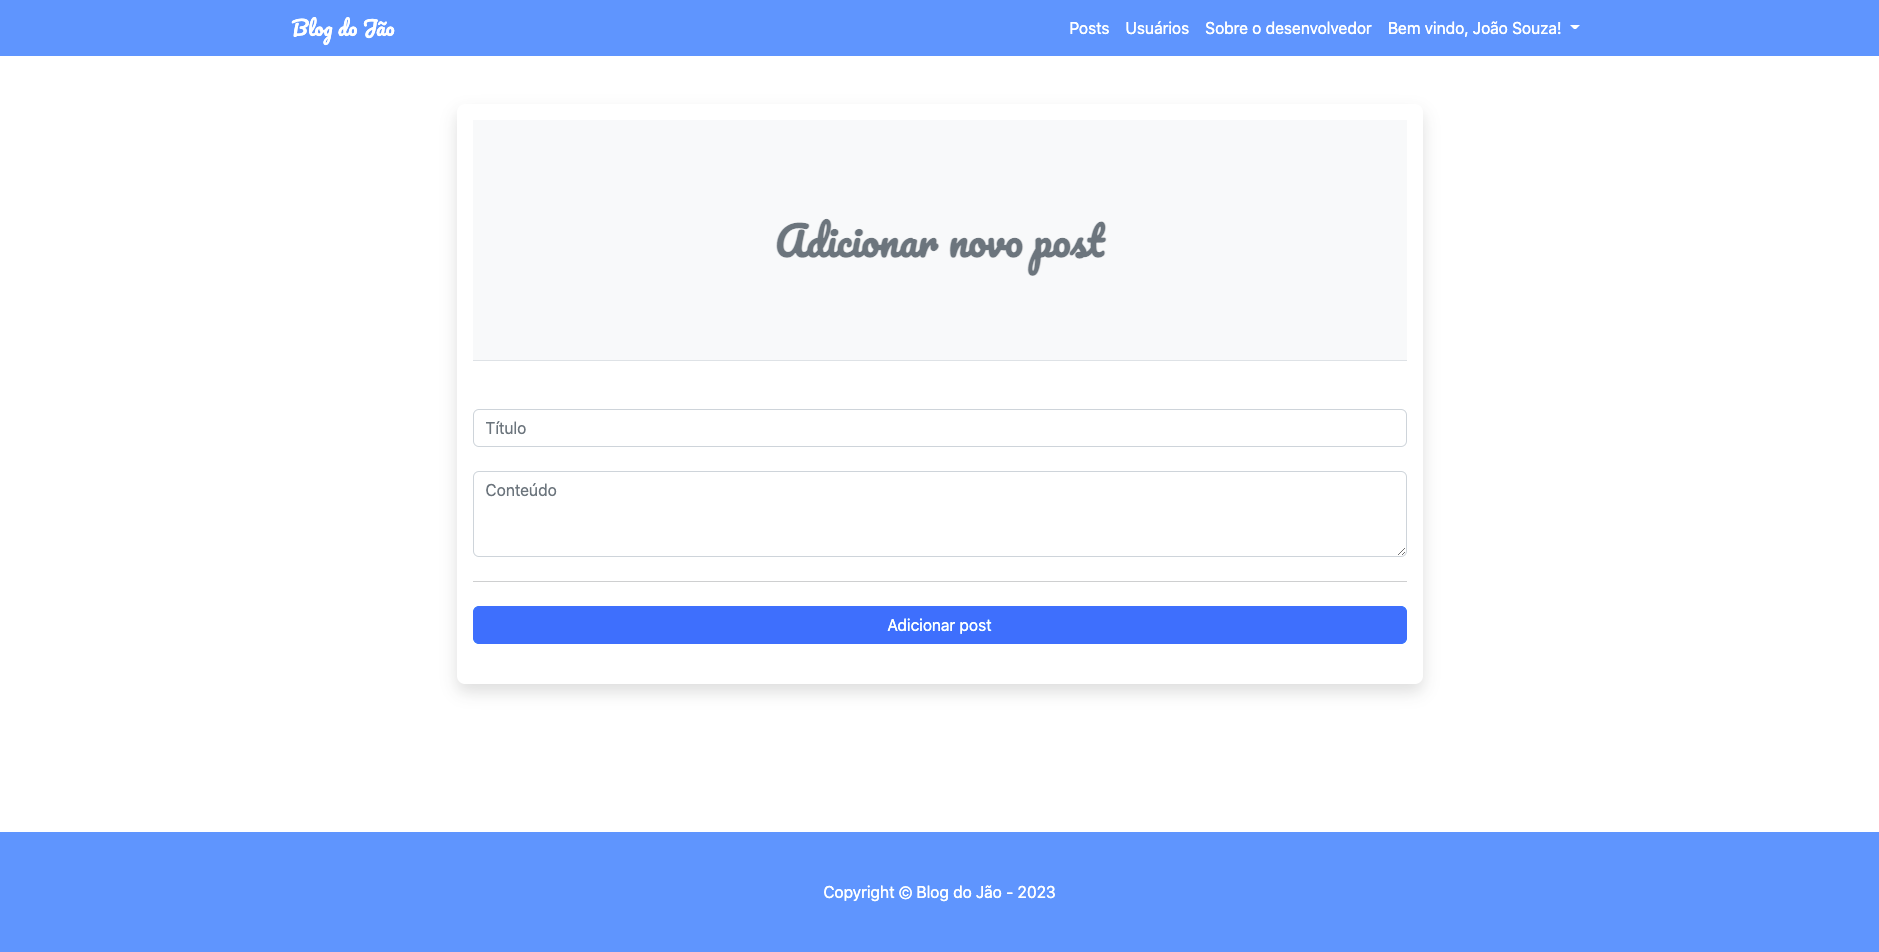 Blog do Jão
Posts Usuários Sobre o desenvolvedor Bem vindo, João Souza!
Adicionar novo post
Título
Conteúdo
Adicionar post
Copyright © Blog do Jão - 2023